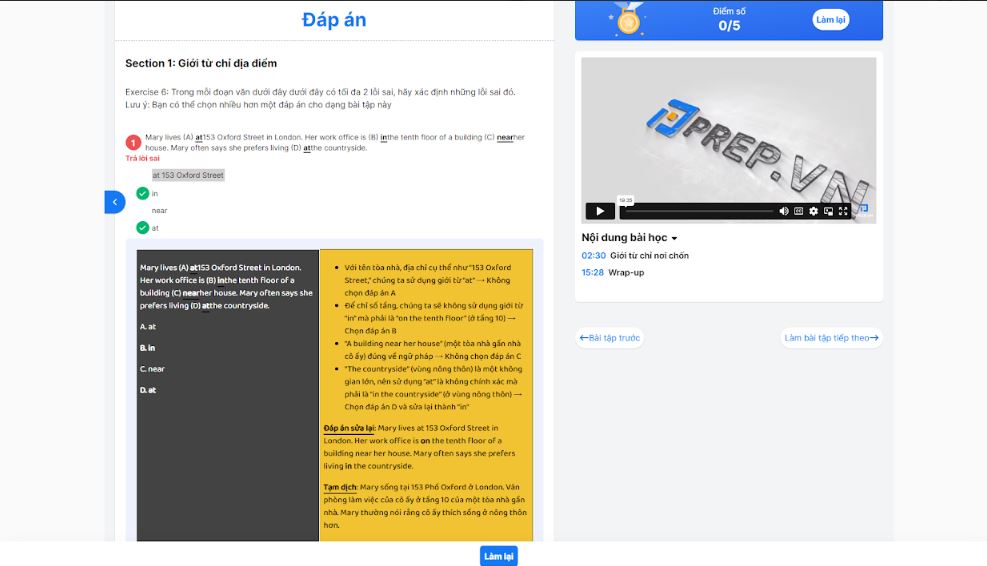 Đáp án
Section 1: Giới từ chỉ địa điểm
Exercise 6: Trong mỗi đoạn văn dưới đây dưới đây có tối đa 2 lỗi sai, hãy xác định những lỗi sai đó.
Lưu ý: Bạn có thể chọn nhiều hơn một đáp án cho dạng bài tập này
1
Mary lives (A) at153 Oxford Street in London. Her work office is (B) inthe tenth floor of a building (C) nearher
house. Mary often says she prefers living (D) atthe countryside.
Trả lời sai
at 153 Oxford Street
in
near
at
Mary lives (A) at153 Oxford Street in London.
Her work office is (B) inthe tenth floor of a
building (C) nearher house. Mary often says she
prefers living (D) atthe countryside.
A. at
B. in
C. near
D. at
Với tên tòa nhà, địa chỉ cụ thể như "153 Oxford
Street," chúng ta sử dụng giới từ "at" → Không
chọn đáp án A
Để chỉ số tầng, chúng ta sẽ không sử dụng giới từ
"in" mà phải là "on the tenth floor" (ở tầng 10) →
Chọn đáp án B
"A building near her house" (một tòa nhà gần nhà
cô ấy) đúng về ngữ pháp → Không chọn đáp án C
"The countryside" (vùng nông thôn) là một không
gian lớn, nên sử dụng "at" là không chính xác mà
phải là "in the countryside" (ở vùng nông thôn) →
Chọn đáp án D và sửa lại thành "in"
Đáp án sửa lại: Mary lives at 153 Oxford Street in
London. Her work office is on the tenth floor of a
building near her house. Mary often says she prefers
living in the countryside.
Tạm dịch: Mary sống tại 153 Phố Oxford ở London. Văn
phòng làm việc của cô ấy ở tầng 10 của một tòa nhà gần
nhà. Mary thường nói rằng cô ấy thích sống ở nông thôn
hơn.
Điểm số
0/5
Làm lại
PREP.VN
19:35
Nội dung bài học
02:30 Giới từ chỉ nơi chốn
15:28 Wrap-up
←Bài tập trước
Làm bài tập tiếp theo→
Làm lại